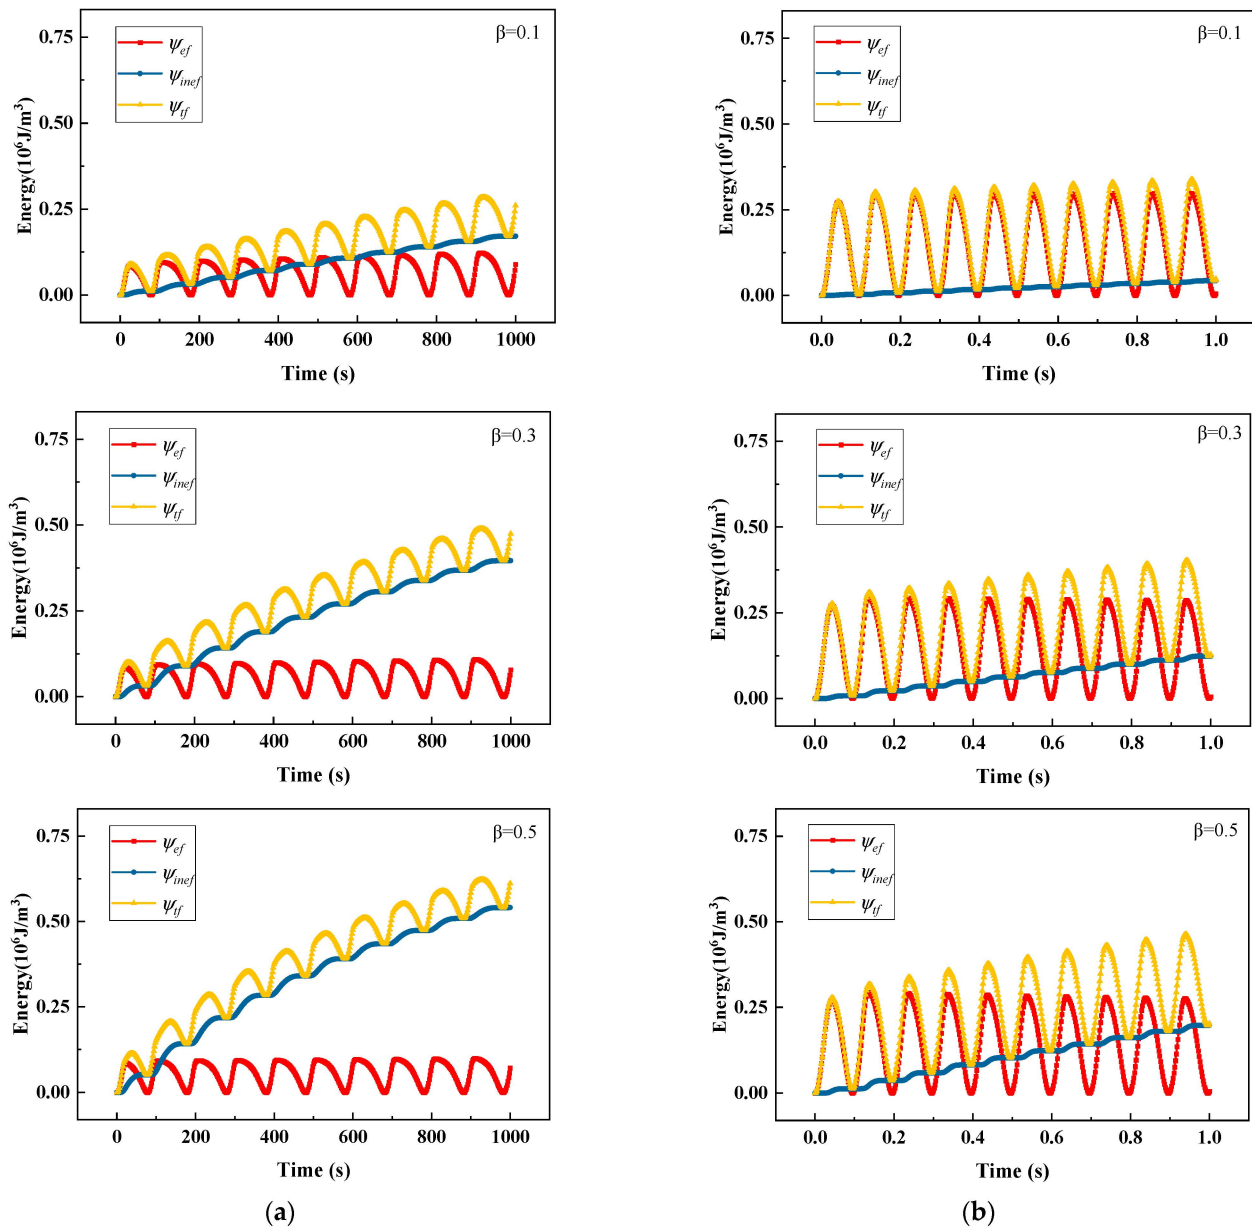 β=0.1
ψef
ψinef
ψtf
0.75
0.50
0.25
0.00
Energy(10⁶J/m³)
0 200 400 600 800 1000
Time (s)
β=0.1
ψef
ψinef
ψtf
0.75
0.50
0.25
0.00
Energy(10⁶J/m³)
0.0 0.2 0.4 0.6 0.8 1.0
Time (s)
β=0.3
ψef
ψinef
ψtf
0.75
0.50
0.25
0.00
Energy(10⁶J/m³)
0 200 400 600 800 1000
Time (s)
β=0.3
ψef
ψinef
ψtf
0.75
0.50
0.25
0.00
Energy(10⁶J/m³)
0.0 0.2 0.4 0.6 0.8 1.0
Time (s)
β=0.5
ψef
ψinef
ψtf
0.75
0.50
0.25
0.00
Energy(10⁶J/m³)
0 200 400 600 800 1000
Time (s)
β=0.5
ψef
ψinef
ψtf
0.75
0.50
0.25
0.00
Energy(10⁶J/m³)
0.0 0.2 0.4 0.6 0.8 1.0
Time (s)
(a)
(b)